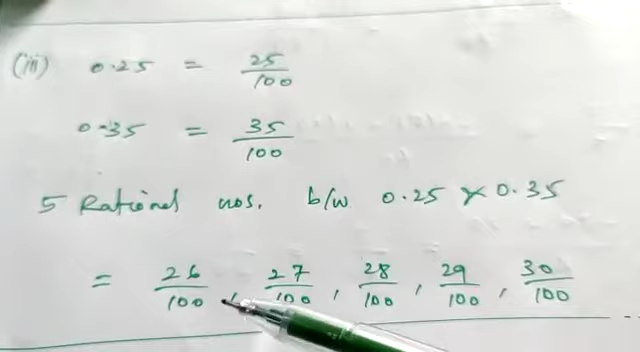 (iii) 0.25 = 25/100
0.35 = 35/100
5 Rational nos. b/w 0.25 & 0.35
= 26/100, 27/100, 28/100, 29/100, 30/100